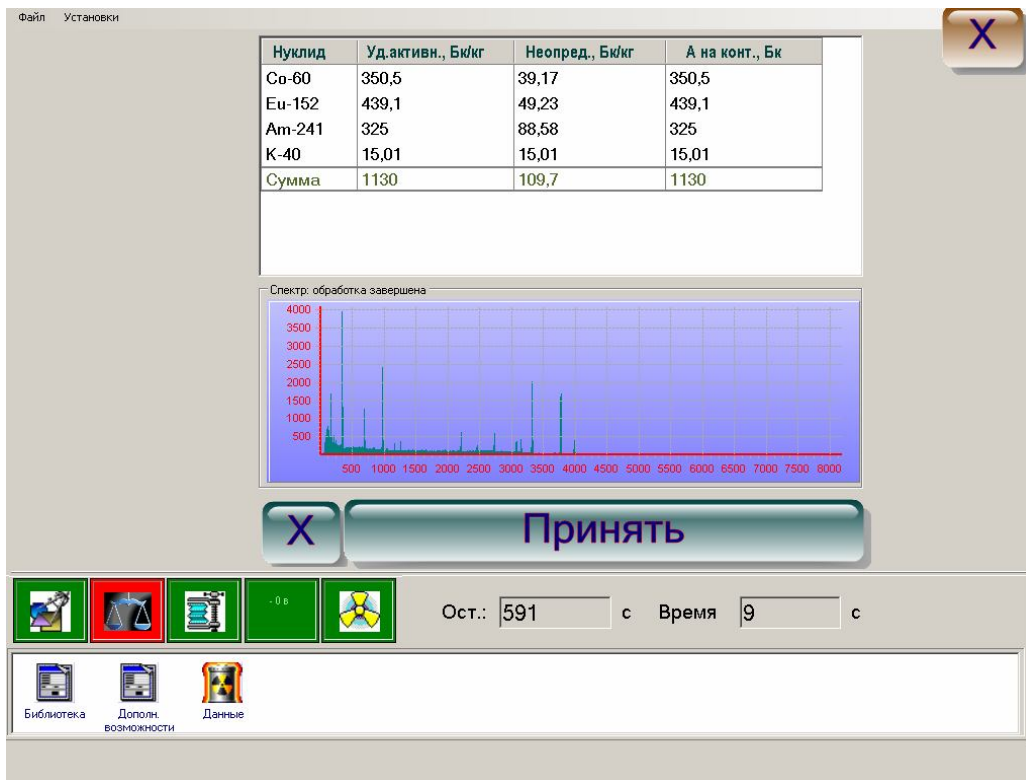 Файл Установки
X
Нуклид Уд.активн., Бк/кг Неопред., Бк/кг А на конт., Бк
Co-60 350,5 39,17 350,5
Eu-152 439,1 49,23 439,1
Am-241 325 88,58 325
K-40 15,01 15,01 15,01
Сумма 1130 109,7 1130
Спектр: обработка завершена
4000
3500
3000
2500
2000
1500
1000
500
500 1000 1500 2000 2500 3000 3500 4000 4500 5000 5500 6000 6500 7000 7500 8000
X Принять
- 0 в
Ост.: 591 с Время 9 с
Библиотека Дополн. возможности Данные